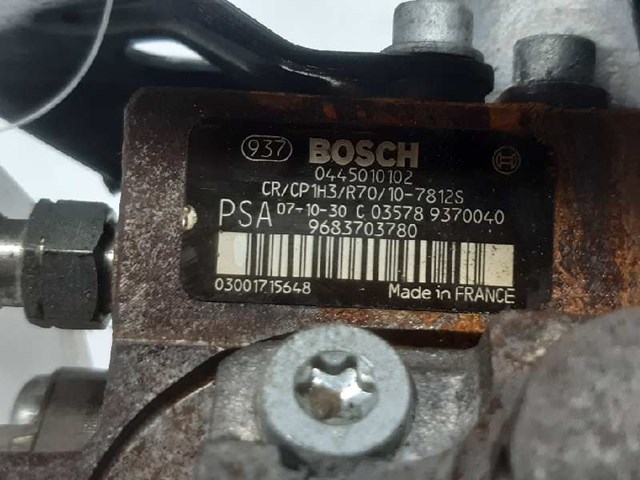 937 BOSCH
0445010102
CR/CP1H3/R70/10-7812S
PSA 07-10-30 C 03578 9370040
9683703780
03001715648 Made in FRANCE